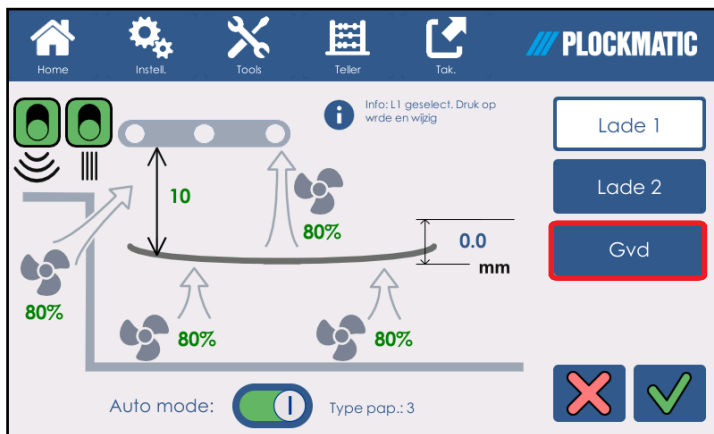 Home
Instell.
Tools
Teller
Tak.
PLOCKMATIC
Info: L1 geselect. Druk op
wrde en wijzig
Lade 1
Lade 2
Gvd
10
80%
0.0
mm
80%
80%
80%
Auto mode:
Type pap.: 3